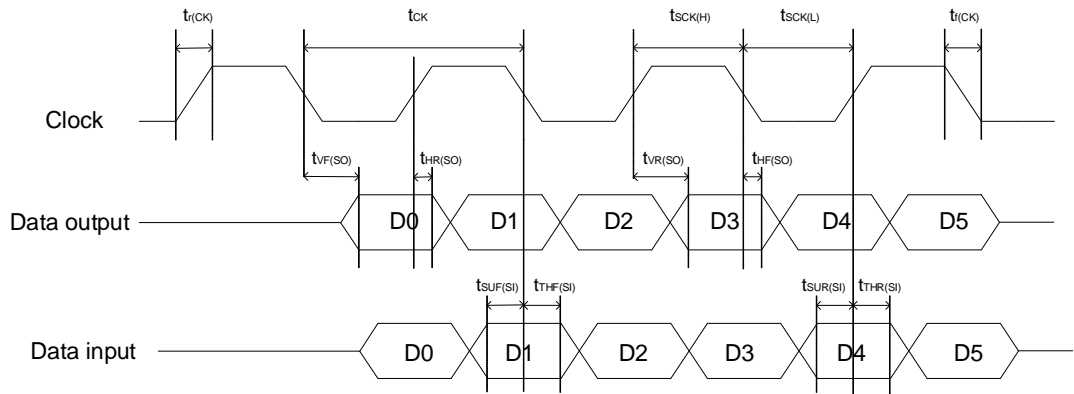 tr(CK) tCK tSCK(H) tSCK(L) tf(CK)
Clock
tVF(SO) tHR(SO) tVR(SO) tHF(SO)
Data output D0 D1 D2 D3 D4 D5
tSUF(SI) tTHF(SI) tSUR(SI) tTHR(SI)
Data input D0 D1 D2 D3 D4 D5